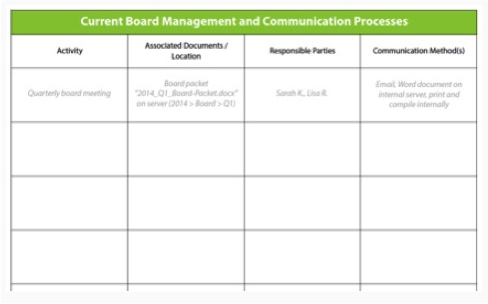 Current Board Management and Communication Processes
Activity
Associated Documents /
Location
Responsible Parties
Communication Method(s)
Quarterly board meeting
Board packet
"2014_Q1_Board-Packet.docx"
on server (2014 > Board > Q1)
Sarah K., Lisa R.
Email, Word document on
internal server, print and
compile internally